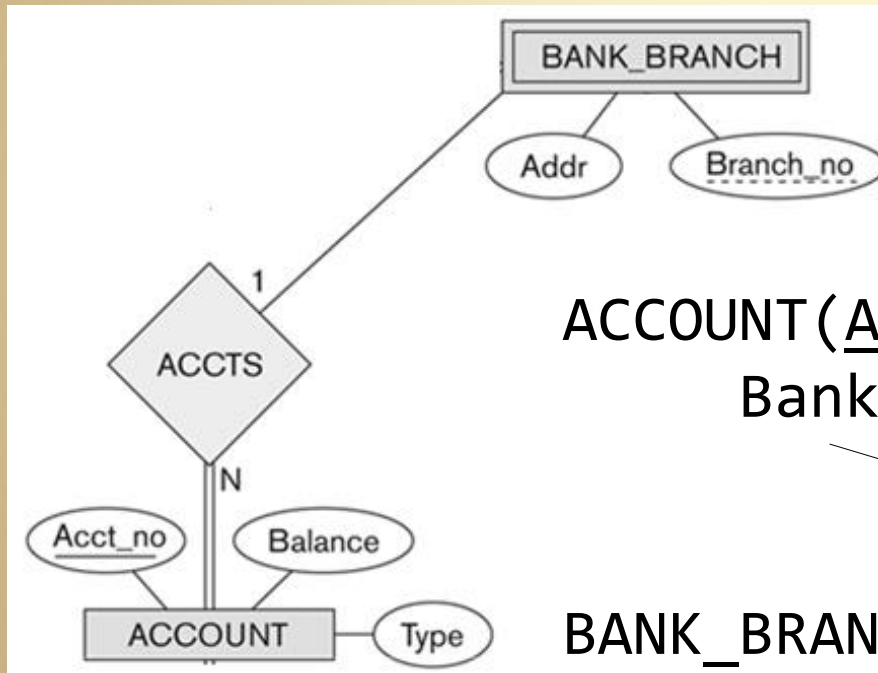 BANK_BRANCH
Addr
Branch_no
1
ACCTS
ACCOUNT(A
Bank
N
Acct_no
Balance
ACCOUNT
Type
BANK_BRAN